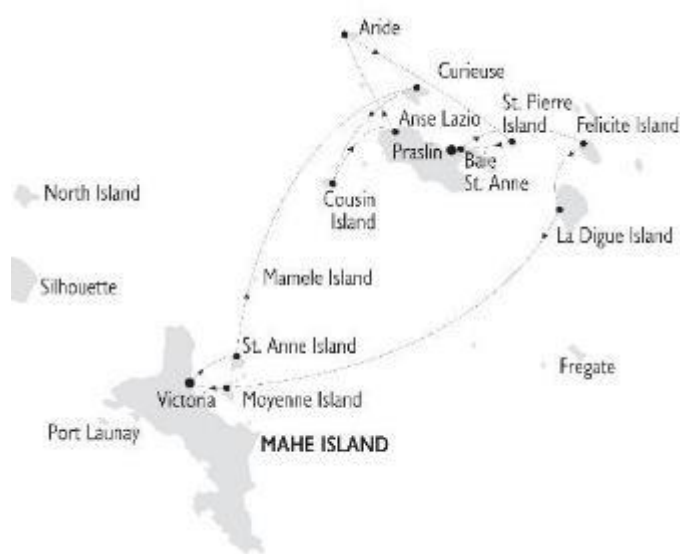 Aride
Curieuse
St. Pierre
Island
Anse Lazio
Felicite Island
Praslin
Baie
St. Anne
North Island
Cousin
Island
La Digue Island
Mamele Island
Silhouette
St. Anne Island
Fregate
Victoria
Moyenne Island
Port Launay
MAHE ISLAND